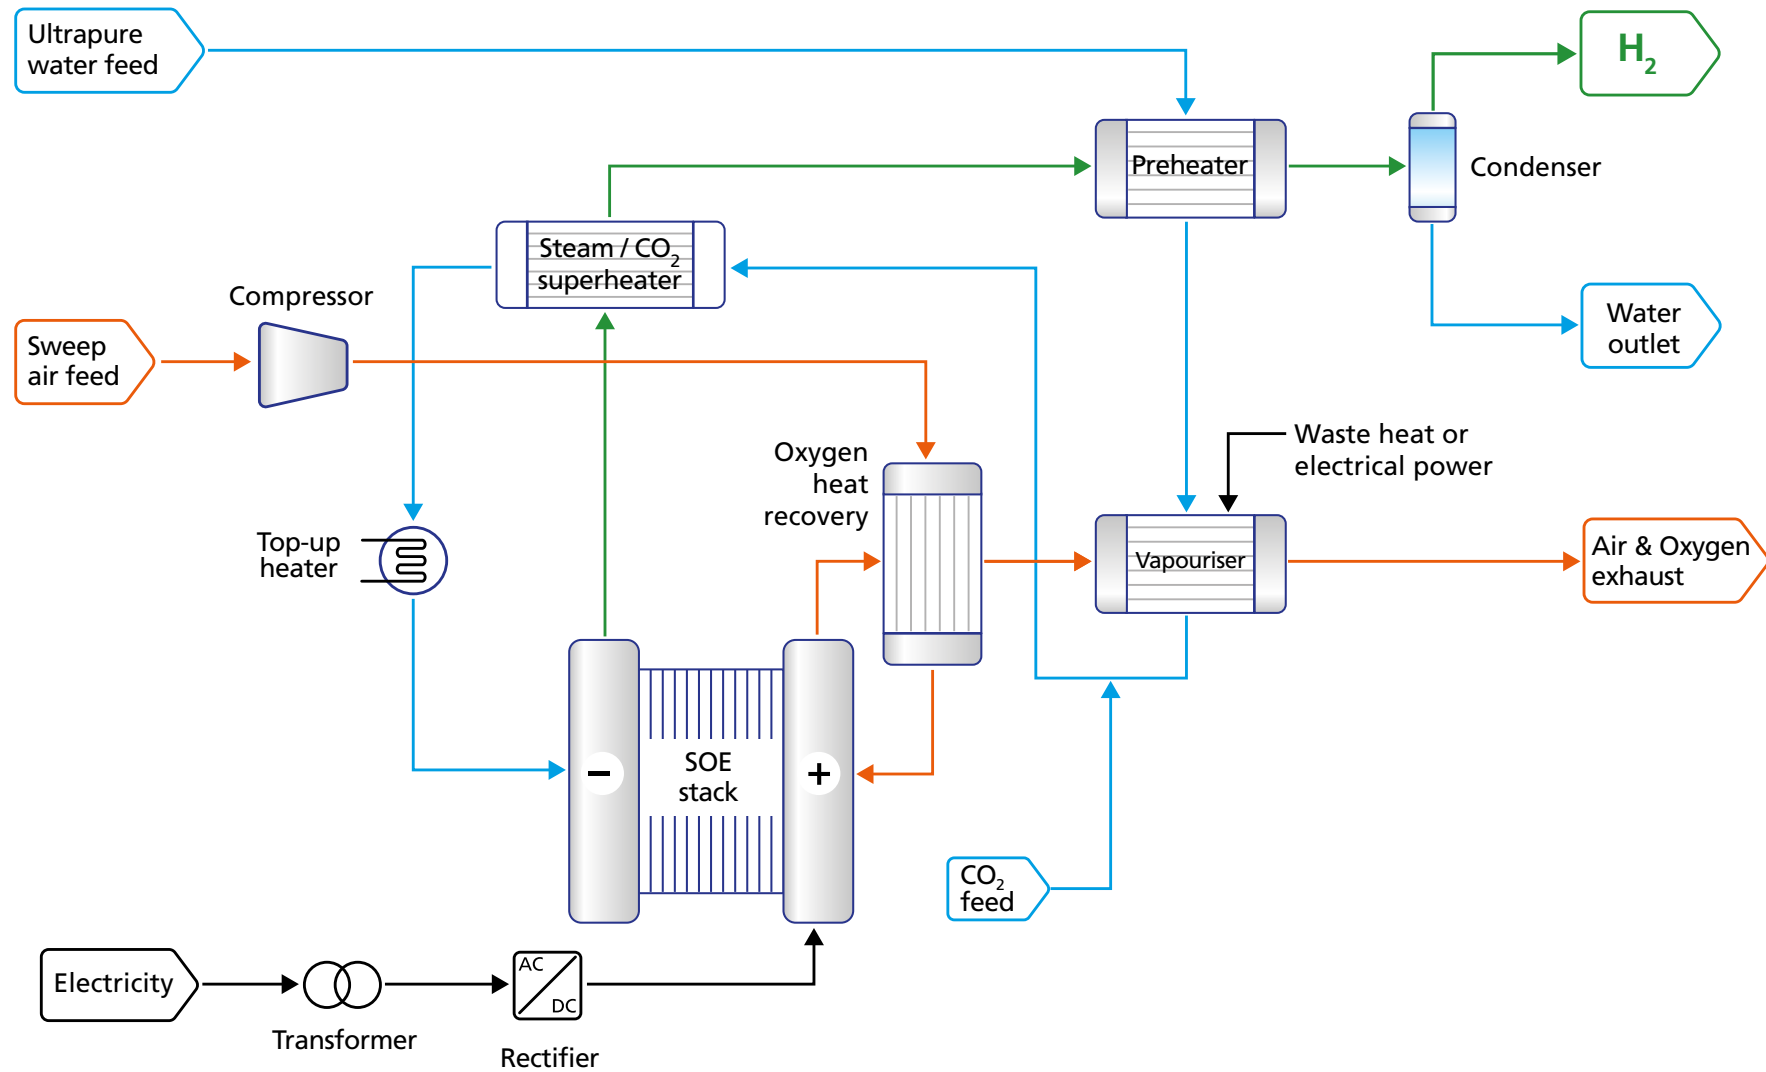 Ultrapure
water feed
H2
Preheater
Condenser
Steam / CO2
superheater
Compressor
Water
outlet
Sweep
air feed
Waste heat or
electrical power
Oxygen
heat
recovery
Top-up
heater
Vapouriser
Air & Oxygen
exhaust
−
SOE
stack
+
CO2
feed
Electricity
AC
DC
Transformer
Rectifier